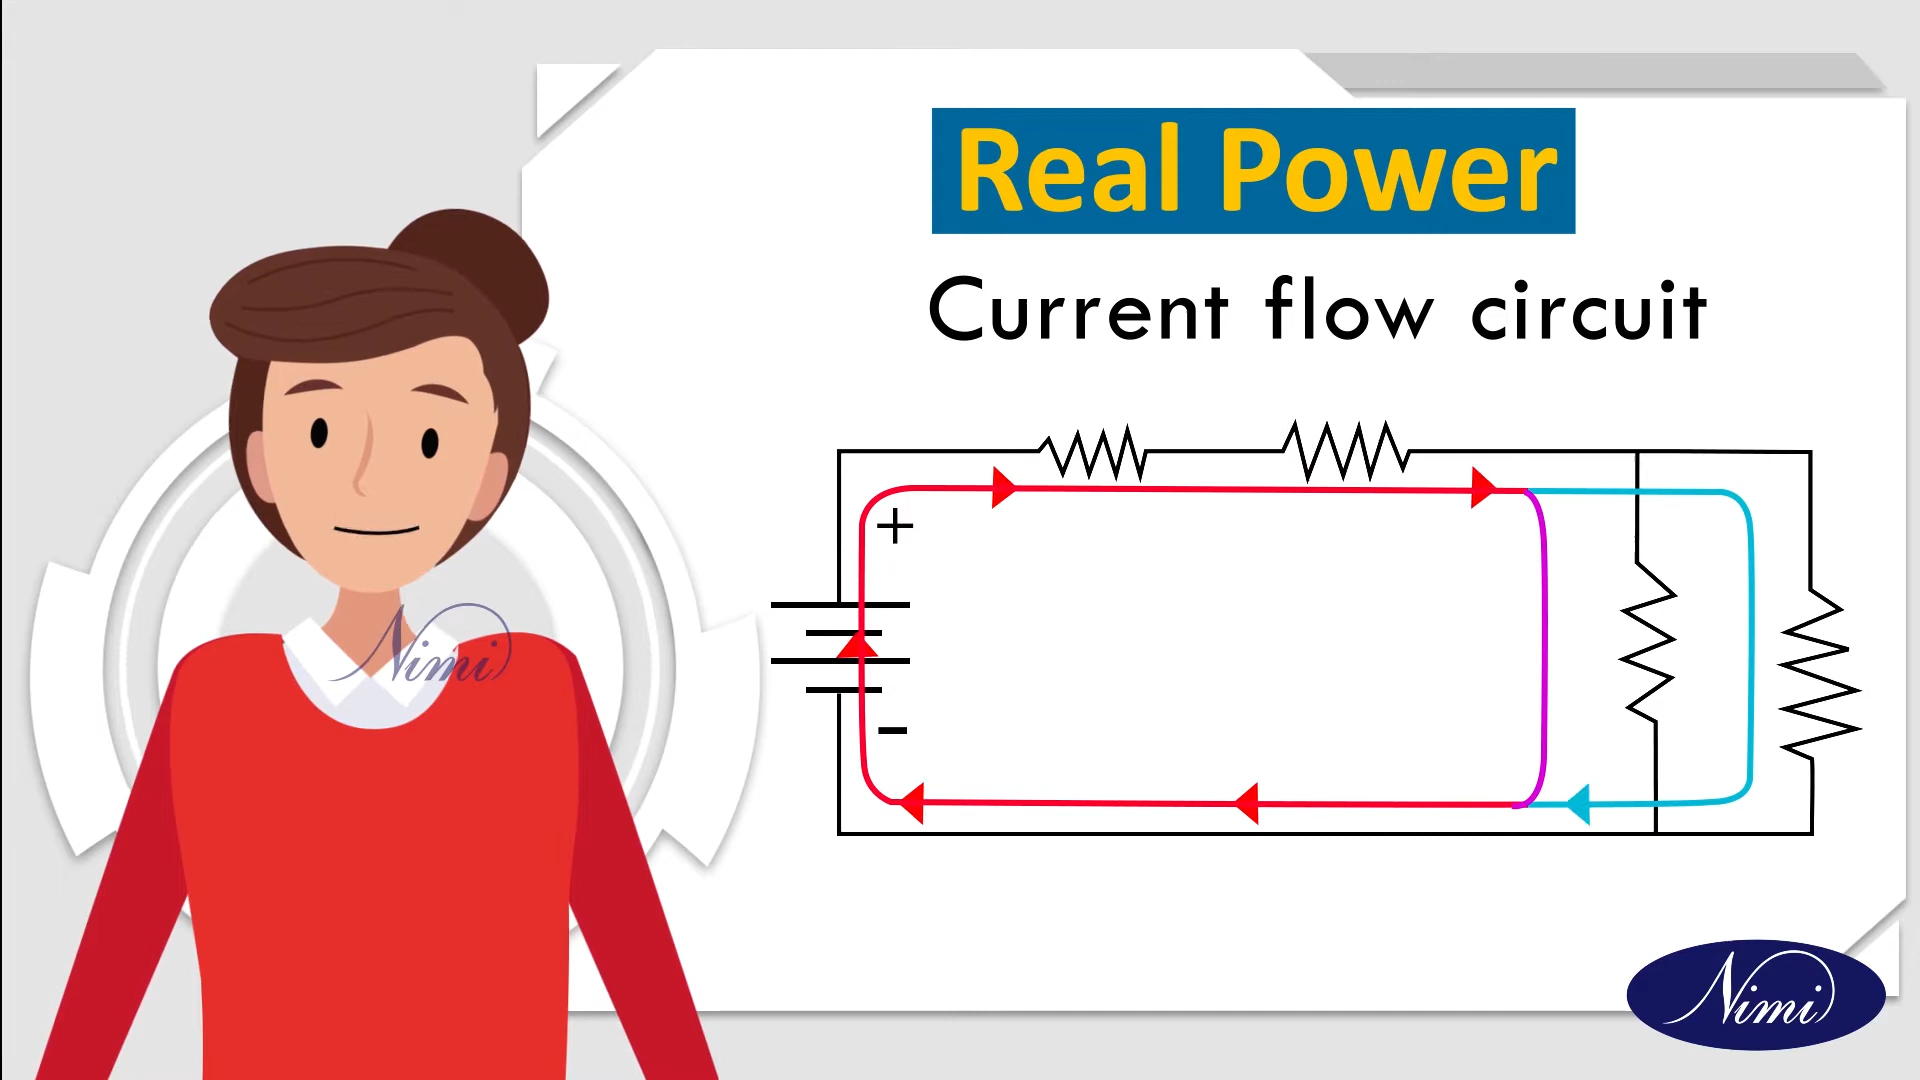 Real Power
Current flow circuit
+
-
Nimi
Nimi